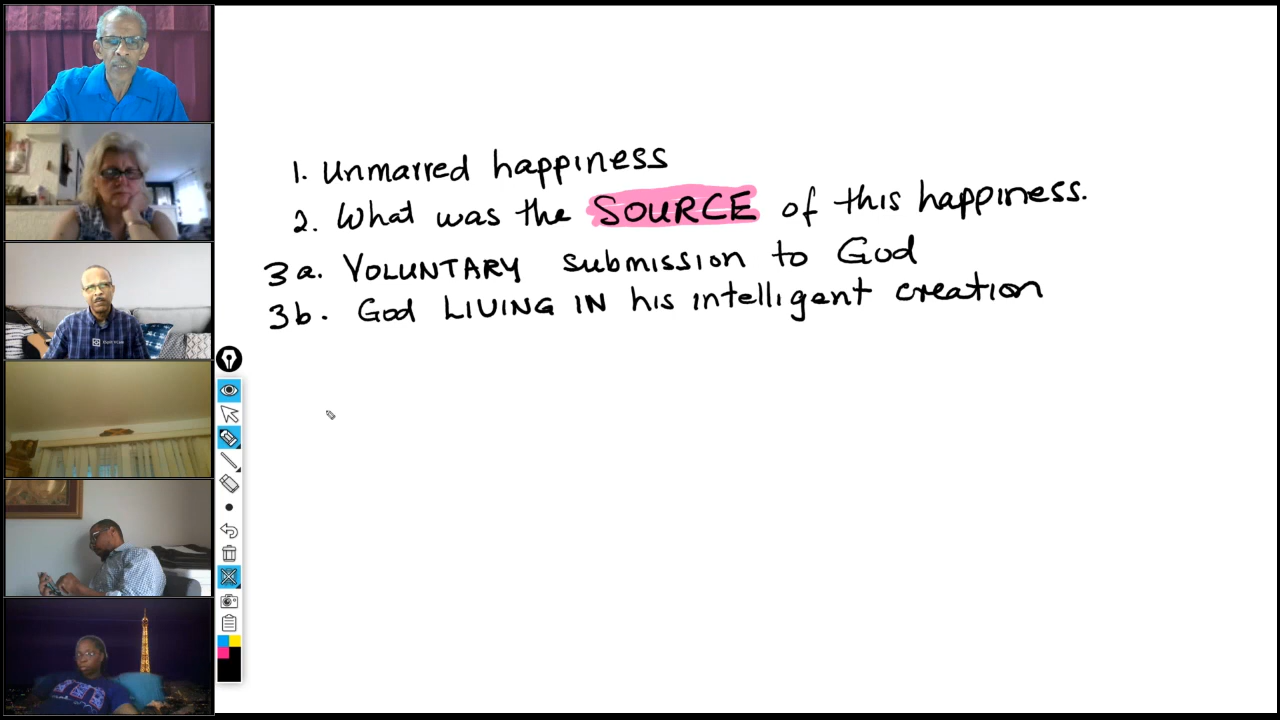 1. Unmarred happiness
2. What was the SOURCE of this happiness.
3a. VOLUNTARY submission to God
3b. God LIVING IN his intelligent creation